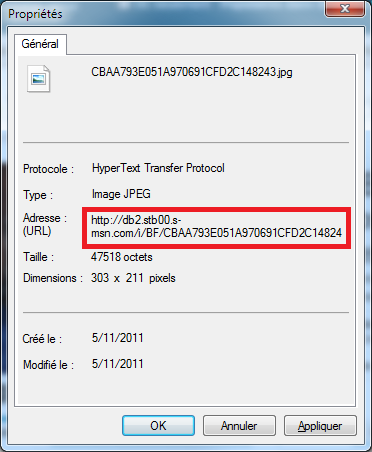 Propriétés
Général
CBAA793E051A970691CFD2C148243.jpg
Protocole : HyperText Transfer Protocol
Type : Image JPEG
Adresse : http://db2.stb00.s-
(URL) msn.com/i/BF/CBAA793E051A970691CFD2C14824
Taille : 47518 octets
Dimensions : 303 x 211 pixels
Créé le : 5/11/2011
Modifié le : 5/11/2011
OK Annuler Appliquer